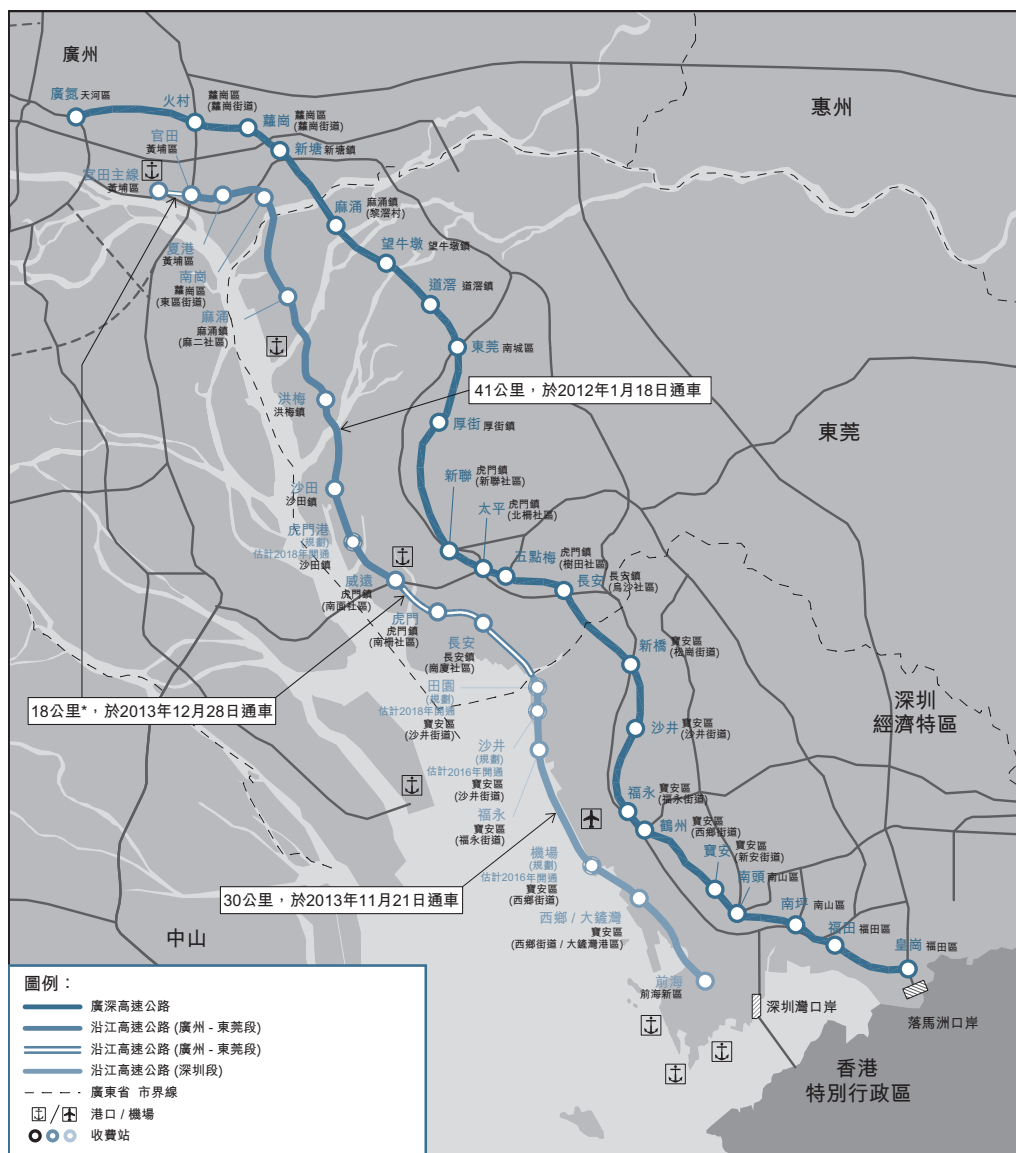 廣州
惠州
廣氮 天河區
火村
蘿崗區
(蘿崗街道)
蘿崗 蘿崗區
(蘿崗街道)
新塘 新塘鎮
官田
黃埔區
官田主線
黃埔區
夏港
黃埔區
南崗
蘿崗區
(東區街道)
麻涌 麻涌鎮
(黎滘村)
望牛墩 望牛墩鎮
道滘 道滘鎮
麻涌
麻涌鎮
(麻二社區)
東莞 南城區
41公里,於2012年1月18日通車
洪梅
洪梅鎮
厚街 厚街鎮
東莞
新聯 虎門鎮
(新聯社區)
沙田
沙田鎮
太平 虎門鎮
(北柵社區)
虎門港
(規劃)
估計2018年開通
沙田鎮
五點梅 虎門鎮
(樹田社區)
長安 長安鎮
(烏沙社區)
威遠
虎門鎮
(南面社區)
虎門
虎門鎮
(南柵社區)
長安
長安鎮
(南廈社區)
新橋 寶安區
(松崗街道)
田園
(規劃)
估計2018年開通
寶安區
(沙井街道)
18公里*,於2013年12月28日通車
深圳
經濟特區
沙井 寶安區
(沙井街道)
沙井
(規劃)
估計2016年開通
寶安區
(沙井街道)
福永
寶安區
(福永街道)
福永 寶安區
(福永街道)
鶴州 寶安區
(西鄉街道)
寶安 寶安區
(新安街道)
機場
(規劃)
估計2016年開通
寶安區
(西鄉街道)
南頭 南山區
30公里,於2013年11月21日通車
南坪 南山區
西鄉 / 大鏟灣
寶安區
(西鄉街道 / 大鏟灣港區)
福田 福田區
皇崗 福田區
中山
前海
前海新區
深圳灣口岸
落馬洲口岸
香港
特別行政區
圖例:
廣深高速公路
沿江高速公路 (廣州 - 東莞段)
沿江高速公路 (廣州 - 東莞段)
沿江高速公路 (深圳段)
廣東省 市界線
/
港口 / 機場
收費站